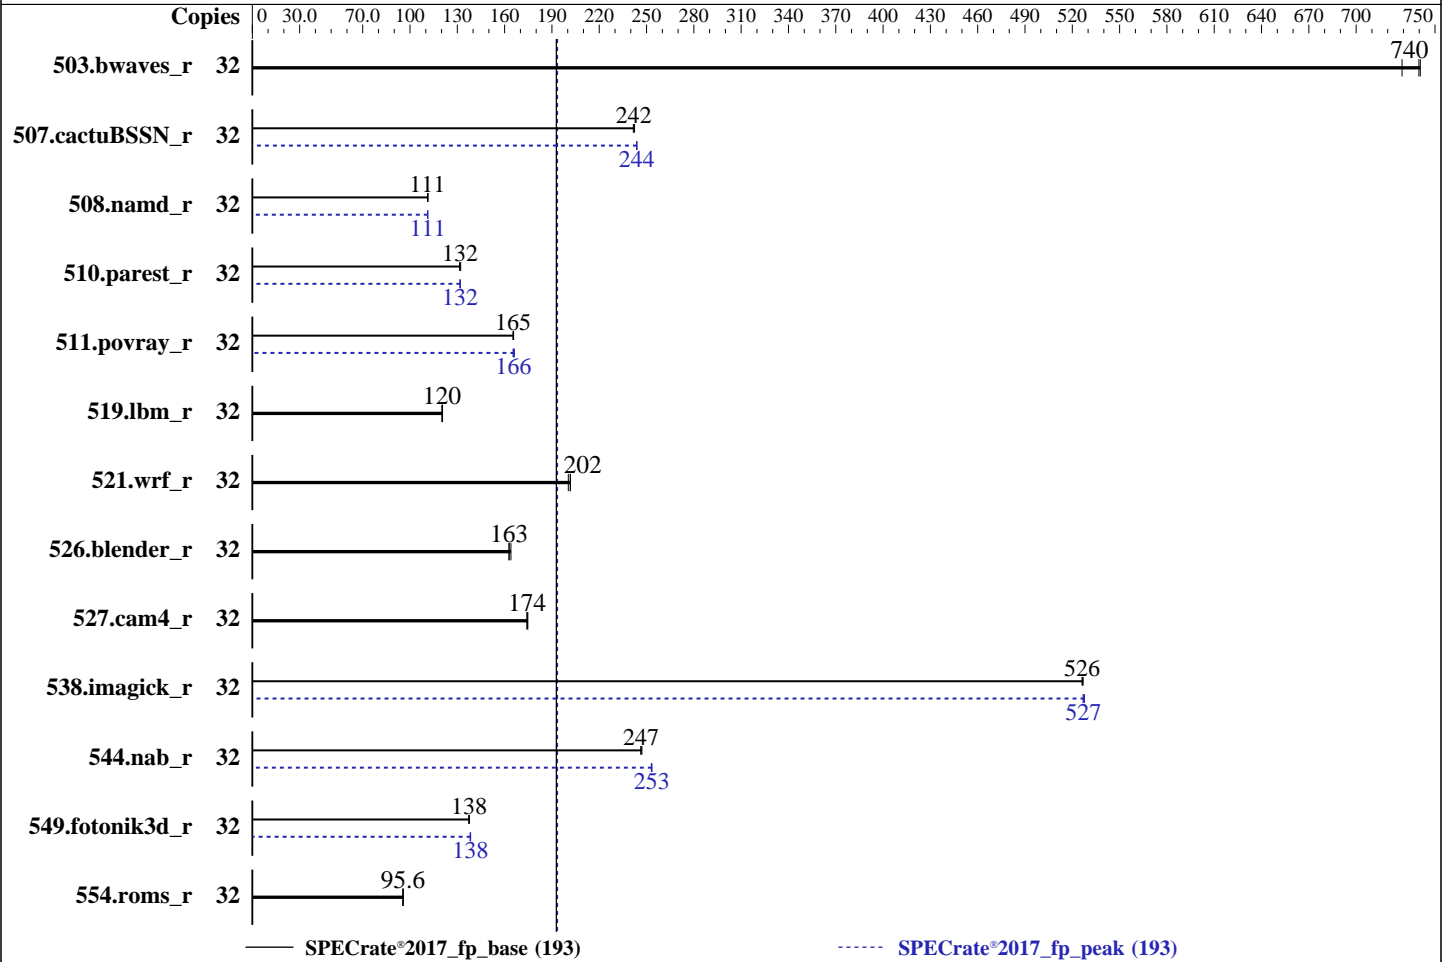 Copies 0 30.0 70.0 100 130 160 190 220 250 280 310 340 370 400 430 460 490 520 550 580 610 640 670 700 750
503.bwaves_r 32 740
507.cactuBSSN_r 32 242
244
508.namd_r 32 111
111
510.parest_r 32 132
132
511.povray_r 32 165
166
519.lbm_r 32 120
521.wrf_r 32 202
526.blender_r 32 163
527.cam4_r 32 174
538.imagick_r 32 526
527
544.nab_r 32 247
253
549.fotonik3d_r 32 138
138
554.roms_r 32 95.6
SPECrate®2017_fp_base (193) SPECrate®2017_fp_peak (193)